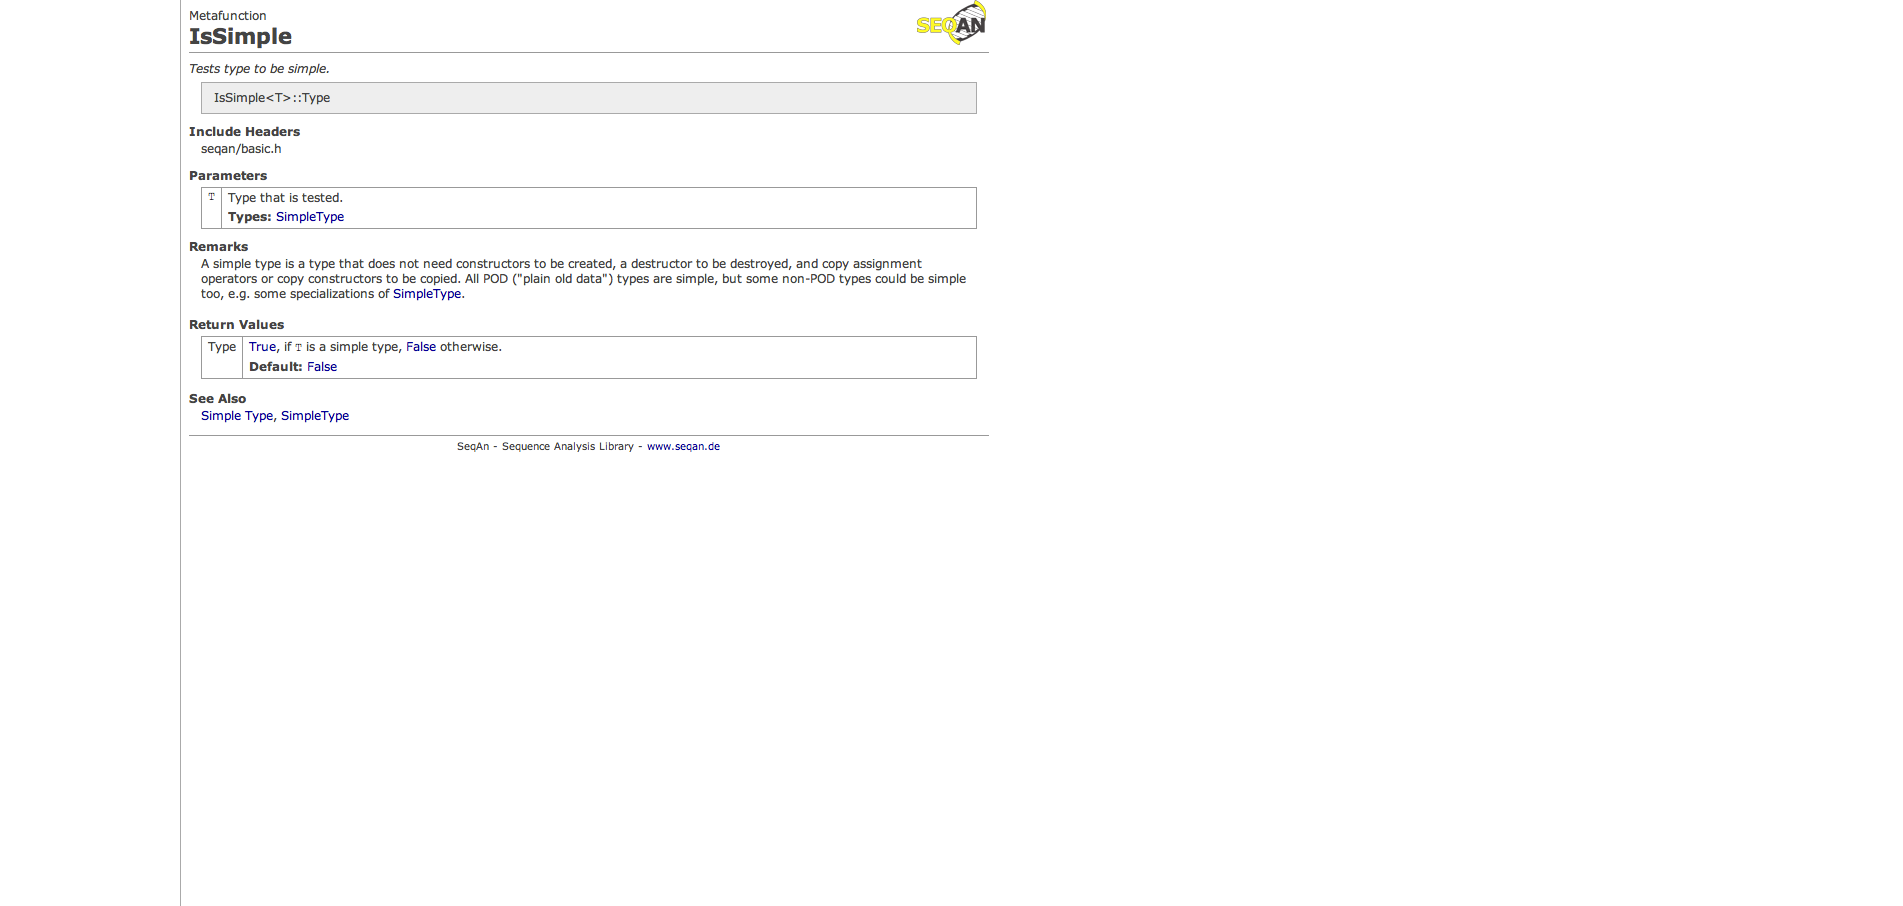 Metafunction
IsSimple
SEQAN
Tests type to be simple.
IsSimple<T>::Type
Include Headers
seqan/basic.h
Parameters
T Type that is tested.
Types: SimpleType
Remarks
A simple type is a type that does not need constructors to be created, a destructor to be destroyed, and copy assignment
operators or copy constructors to be copied. All POD ("plain old data") types are simple, but some non-POD types could be simple
too, e.g. some specializations of SimpleType.
Return Values
Type True, if T is a simple type, False otherwise.
Default: False
See Also
Simple Type, SimpleType
SeqAn - Sequence Analysis Library - www.seqan.de